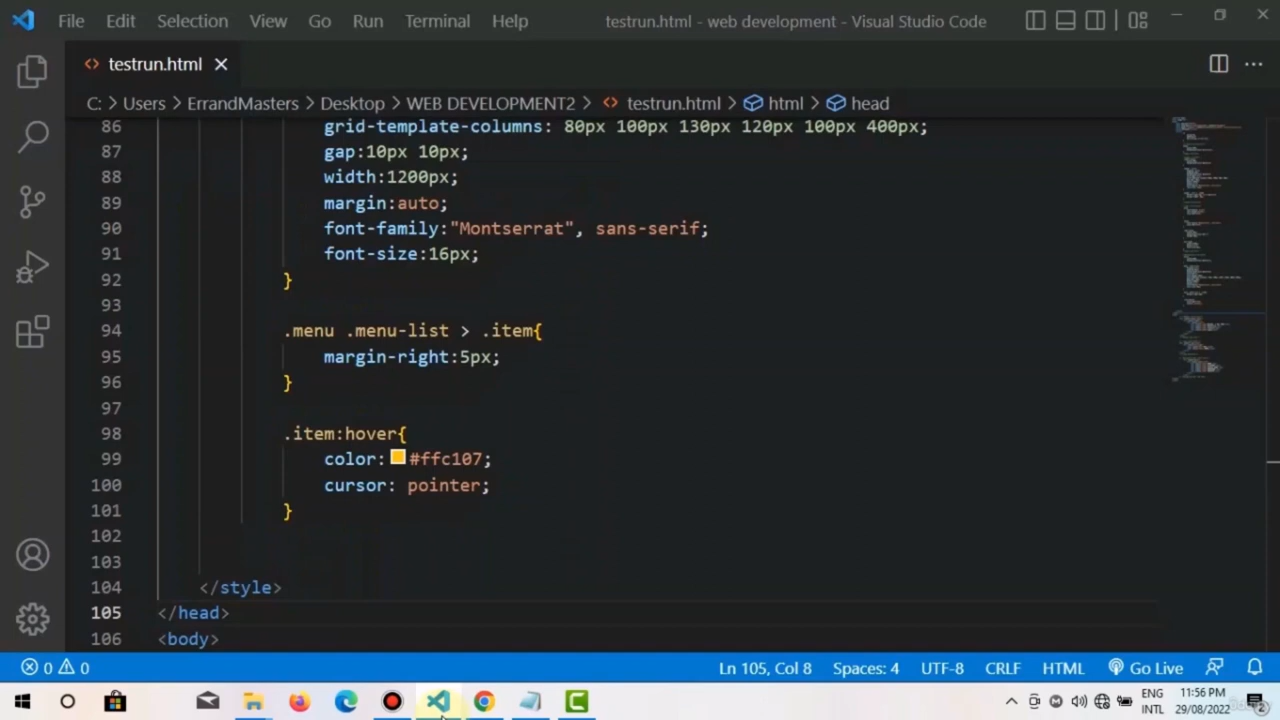 File Edit Selection View Go Run Terminal Help testrun.html - web development - Visual Studio Code
testrun.html
C: > Users > ErrandMasters > Desktop > WEB DEVELOPMENT2 > testrun.html > html > head
86 grid-template-columns: 80px 100px 130px 120px 100px 400px;
87 gap:10px 10px;
88 width:1200px;
89 margin:auto;
90 font-family:"Montserrat", sans-serif;
91 font-size:16px;
92 }
93
94 .menu .menu-list > .item{
95 margin-right:5px;
96 }
97
98 .item:hover{
99 color: #ffc107;
100 cursor: pointer;
101 }
102
103
104 </style>
105 </head>
106 <body>
0 0 Ln 105, Col 8 Spaces: 4 UTF-8 CRLF HTML Go Live
ENG 11:56 PM
INTL 29/08/2022